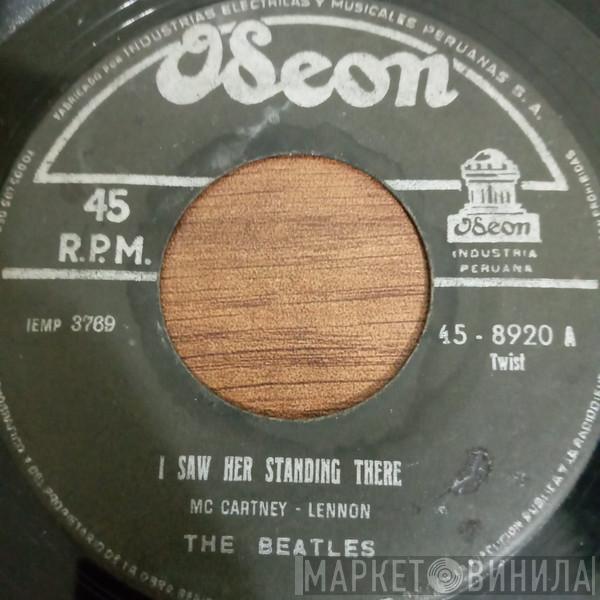 FABRICADO POR INDUSTRIAS ELECTRICAS Y MUSICALES PERUANAS S. A.
Odeon
45
R.P.M.
Odeon
INDUSTRIA
PERUANA
IEMP 3769
45 - 8920 A
Twist
I SAW HER STANDING THERE
MC CARTNEY - LENNON
THE BEATLES
PUBLICA Y
МАРКЕТ ВИНИЛА